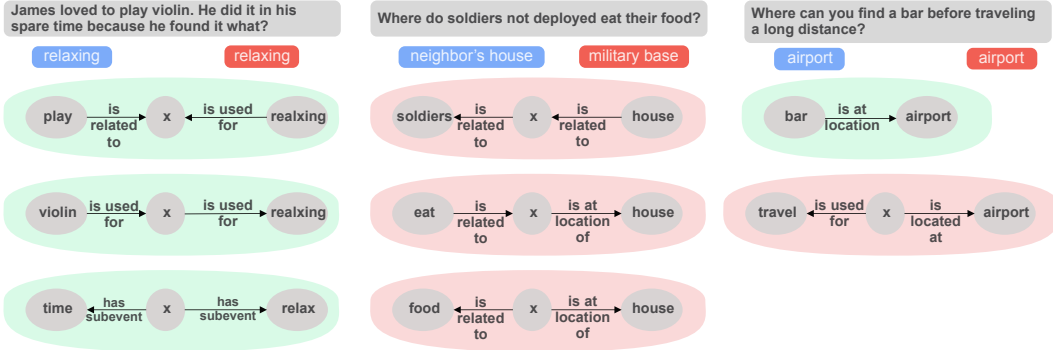 James loved to play violin. He did it in his
spare time because he found it what?
relaxing
relaxing
play
is
related
to
x
is used
for
realxing
violin
is used
for
x
is used
for
realxing
time
has
subevent
x
has
subevent
relax
Where do soldiers not deployed eat their food?
neighbor's house
military base
soldiers
is
related
to
x
is
related
to
house
eat
is
related
to
x
is at
location
of
house
food
is
related
to
x
is at
location
of
house
Where can you find a bar before traveling
a long distance?
airport
airport
bar
is at
location
airport
travel
is used
for
x
is
located
at
airport